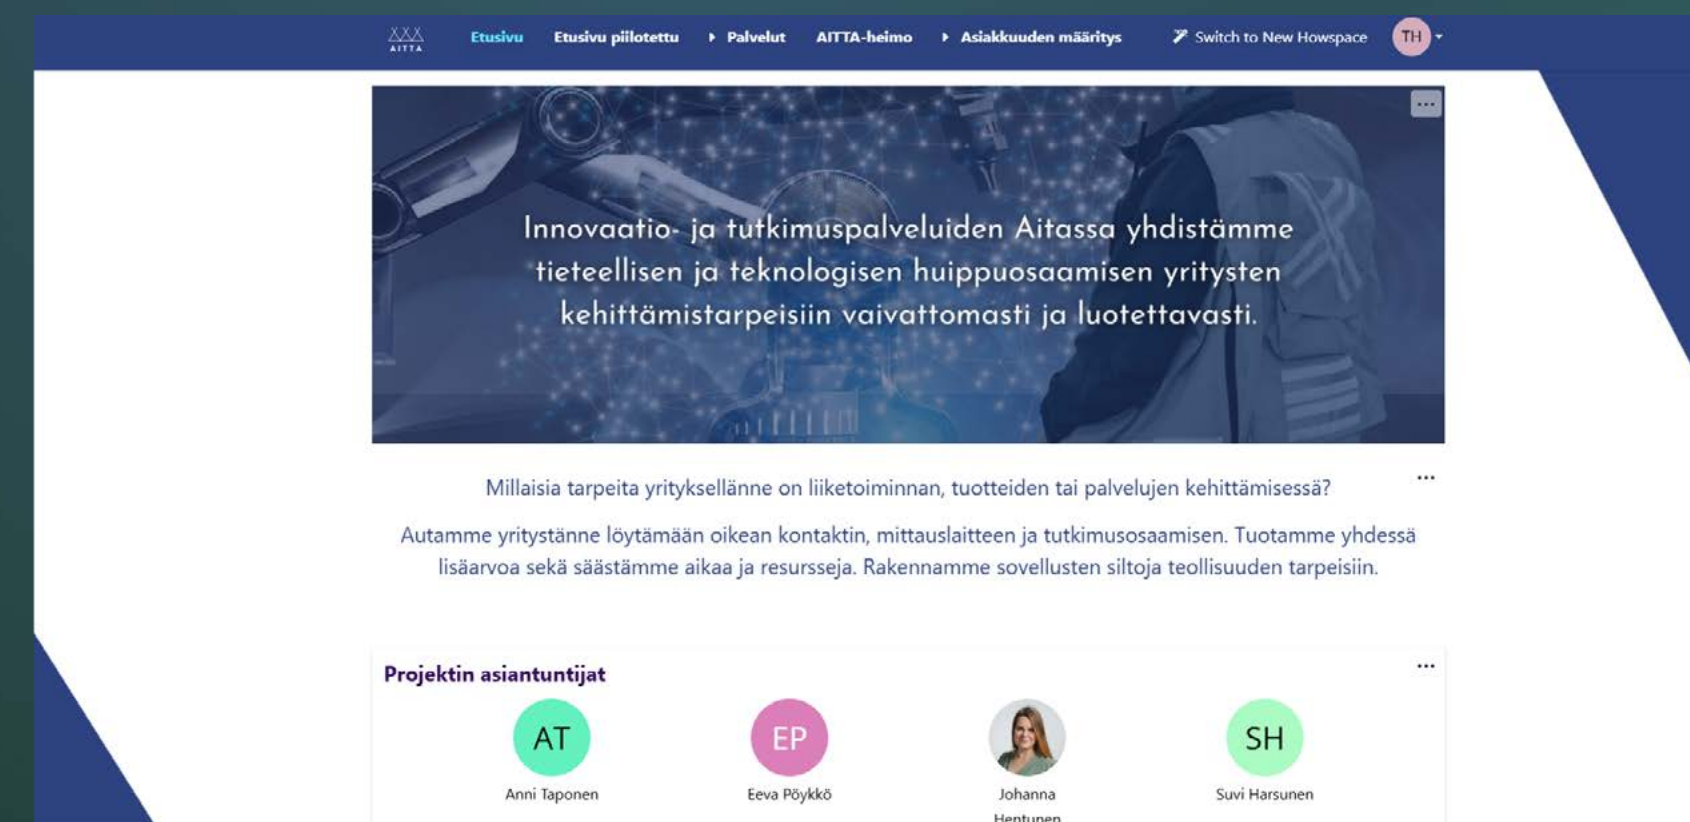 AITTA
Etusivu
Etusivu piilotettu
Palvelut
AITTA-heimo
Asiakkuuden määritys
Switch to New Howspace
TH
Innovaatio- ja tutkimuspalveluiden Aitassa yhdistämme
tieteellisen ja teknologisen huippuosaamisen yritysten
kehittämistarpeisiin vaivattomasti ja luotettavasti.
Millaisia tarpeita yrityksellänne on liiketoiminnan, tuotteiden tai palvelujen kehittämisessä?
Autamme yritystänne löytämään oikean kontaktin, mittauslaitteen ja tutkimusosaamisen. Tuotamme yhdessä
lisäarvoa sekä säästämme aikaa ja resursseja. Rakennamme sovellusten siltoja teollisuuden tarpeisiin.
Projektin asiantuntijat
AT
EP
SH
Anni Taponen
Eeva Pöykkö
Johanna
Hentunen
Suvi Harsunen